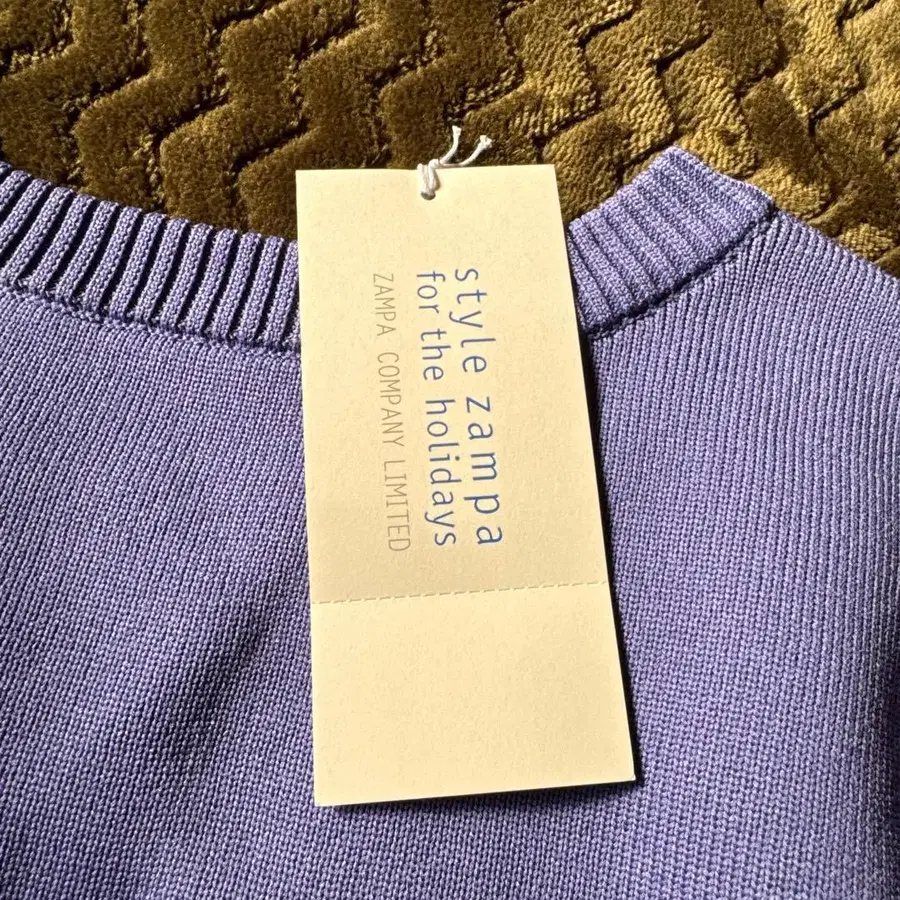 style zampa
for the holidays
ZAMPA COMPANY LIMITED